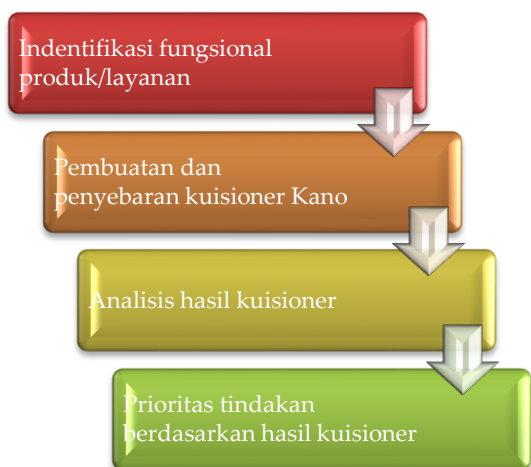 Indentifikasi fungsional
produk/layanan
Pembuatan dan
penyebaran kuisioner Kano
Analisis hasil kuisioner
Prioritas tindakan
berdasarkan hasil kuisioner